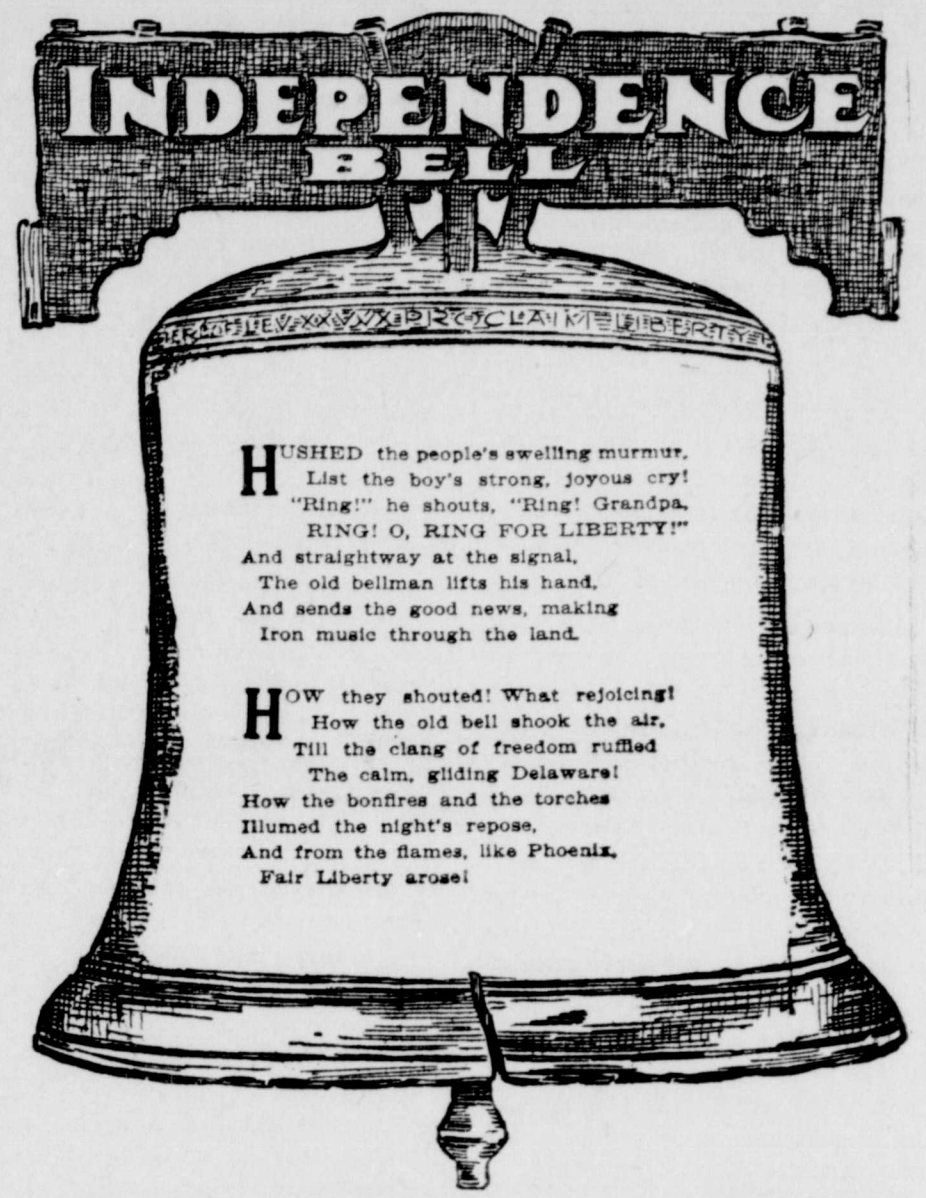 INDEPENDENCE
BELL
LEV XXV VX PROCLAIM LIBERTY
HUSHED the people's swelling murmur,
List the boy's strong, joyous cry!
"Ring!" he shouts, "Ring! Grandpa,
RING! O, RING FOR LIBERTY!"
And straightway at the signal,
The old bellman lifts his hand,
And sends the good news, making
Iron music through the land.
HOW they shouted! What rejoicing!
How the old bell shook the air,
Till the clang of freedom ruffled
The calm, gliding Delaware!
How the bonfires and the torches
Illumed the night's repose,
And from the flames, like Phoenix,
Fair Liberty arose!